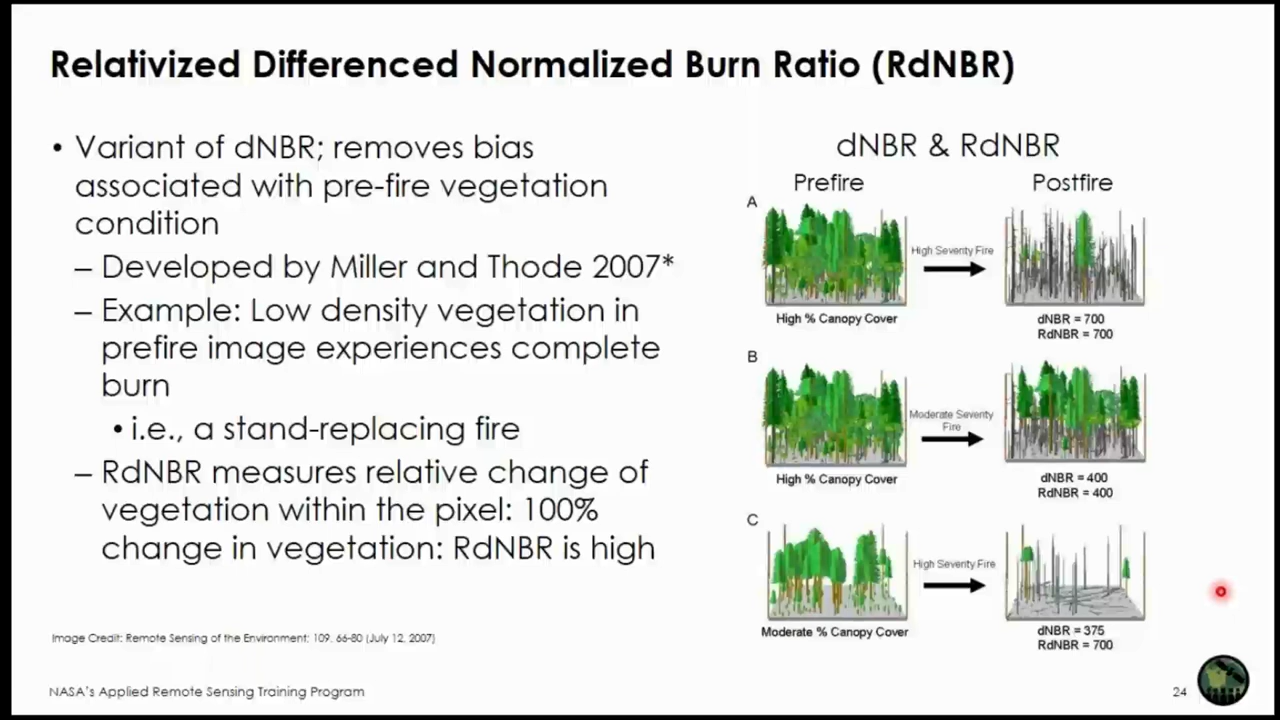 Relativized Differenced Normalized Burn Ratio (RdNBR)
• Variant of dNBR; removes bias
associated with pre-fire vegetation
condition
– Developed by Miller and Thode 2007*
– Example: Low density vegetation in
prefire image experiences complete
burn
• i.e., a stand-replacing fire
– RdNBR measures relative change of
vegetation within the pixel: 100%
change in vegetation: RdNBR is high
dNBR & RdNBR
Prefire
Postfire
A
High Severity Fire
High % Canopy Cover
dNBR = 700
RdNBR = 700
B
Moderate Severity
Fire
High % Canopy Cover
dNBR = 400
RdNBR = 400
C
High Severity Fire
Moderate % Canopy Cover
dNBR = 375
RdNBR = 700
Image Credit: Remote Sensing of the Environment: 109. 66-80 (July 12, 2007)
NASA's Applied Remote Sensing Training Program
24